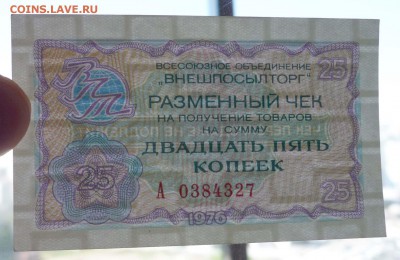 COINS.LAVE.RU
ВПТ
ВСЕСОЮЗНОЕ ОБЪЕДИНЕНИЕ
„ВНЕШПОСЫЛТОРГ"
25
РАЗМЕННЫЙ ЧЕК
НА ПОЛУЧЕНИЕ ТОВАРОВ
НА СУММУ
ДВАДЦАТЬ ПЯТЬ
КОПЕЕК
25
А 0384327
25
1976